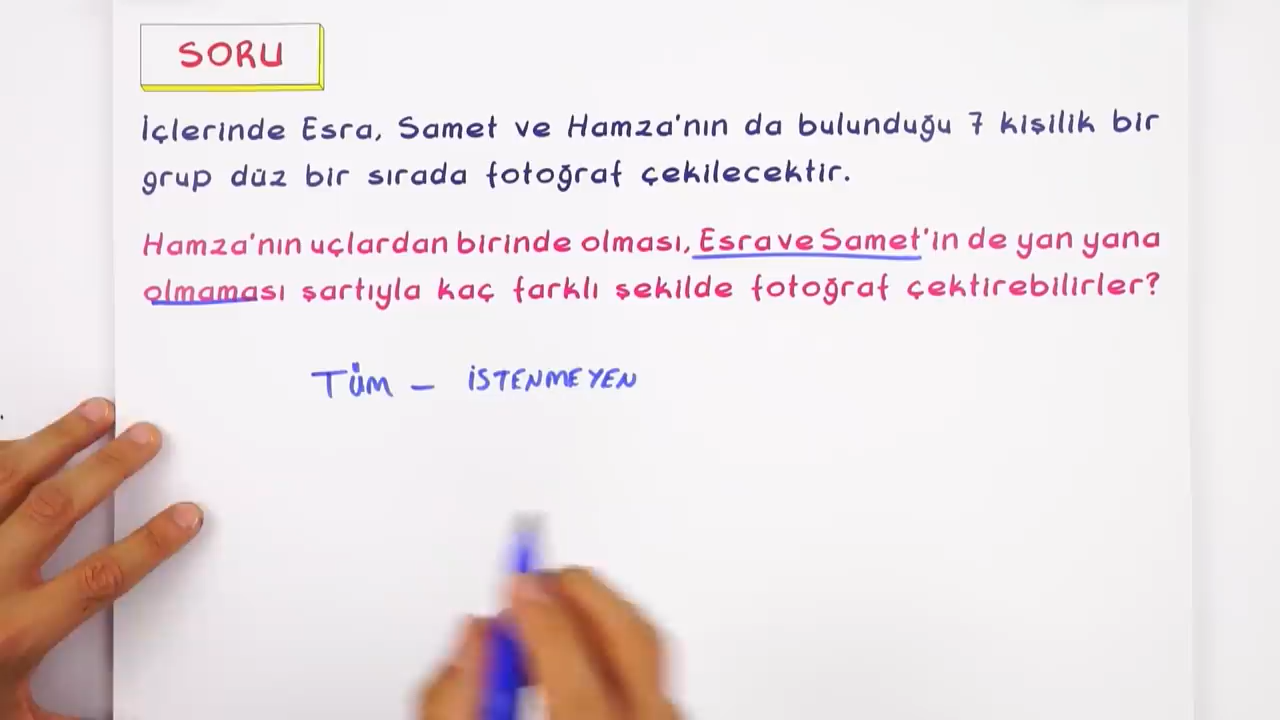 SORU
İçlerinde Esra, Samet ve Hamza'nın da bulunduğu 7 kişilik bir
grup düz bir sırada fotoğraf çekilecektir.
Hamza'nın uçlardan birinde olması, Esra ve Samet'in de yan yana
olmaması şartıyla kaç farklı şekilde fotoğraf çektirebilirler?
TÜM - İSTENMEYEN